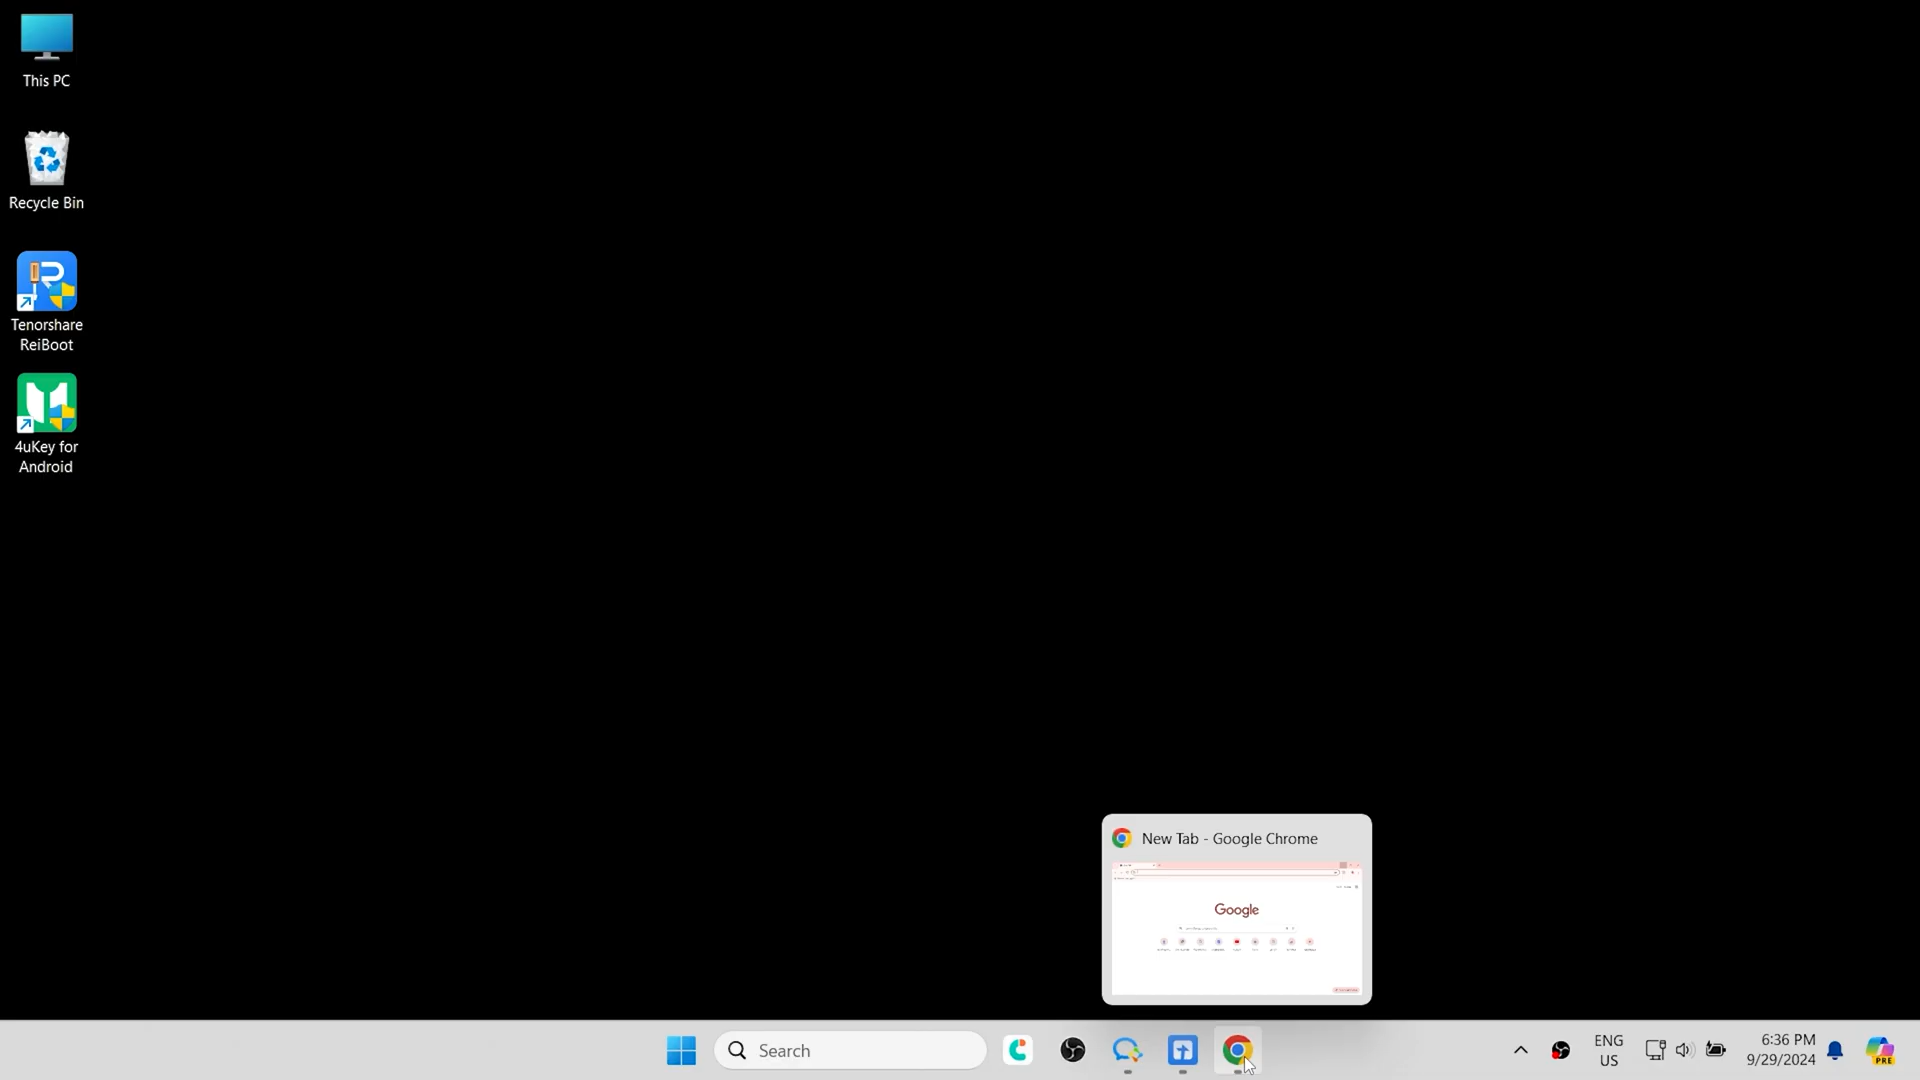 This PC
Recycle Bin
Tenorshare
ReiBoot
4uKey for
Android
New Tab - Google Chrome
Google
Search
ENG
US
6:36 PM
9/29/2024
PRE